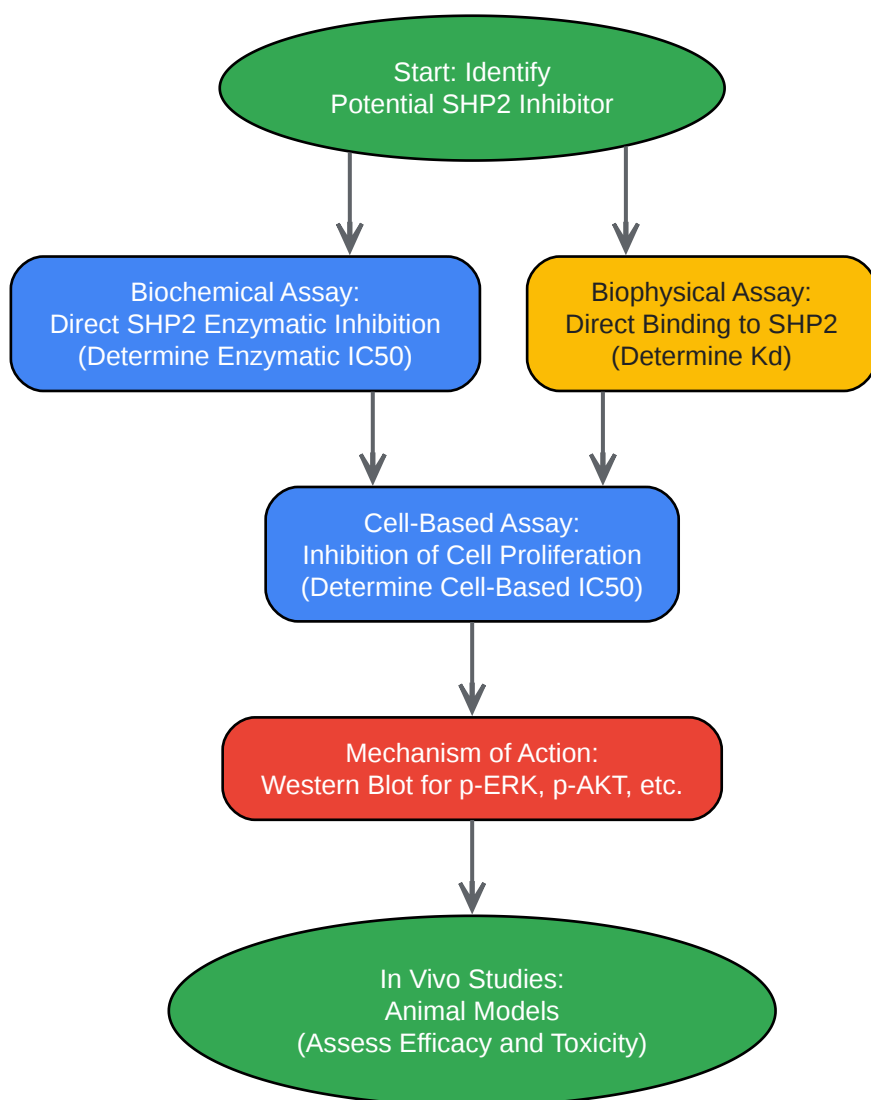 Start: Identify
Potential SHP2 Inhibitor
Biochemical Assay:
Direct SHP2 Enzymatic Inhibition
(Determine Enzymatic IC50)
Biophysical Assay:
Direct Binding to SHP2
(Determine Kd)
Cell-Based Assay:
Inhibition of Cell Proliferation
(Determine Cell-Based IC50)
Mechanism of Action:
Western Blot for p-ERK, p-AKT, etc.
In Vivo Studies:
Animal Models
(Assess Efficacy and Toxicity)